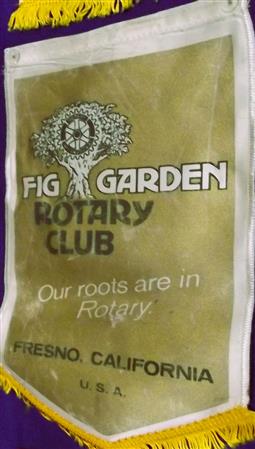 FIG GARDEN
ROTARY
CLUB
Our roots are in
Rotary.
FRESNO, CALIFORNIA
U. S. A.